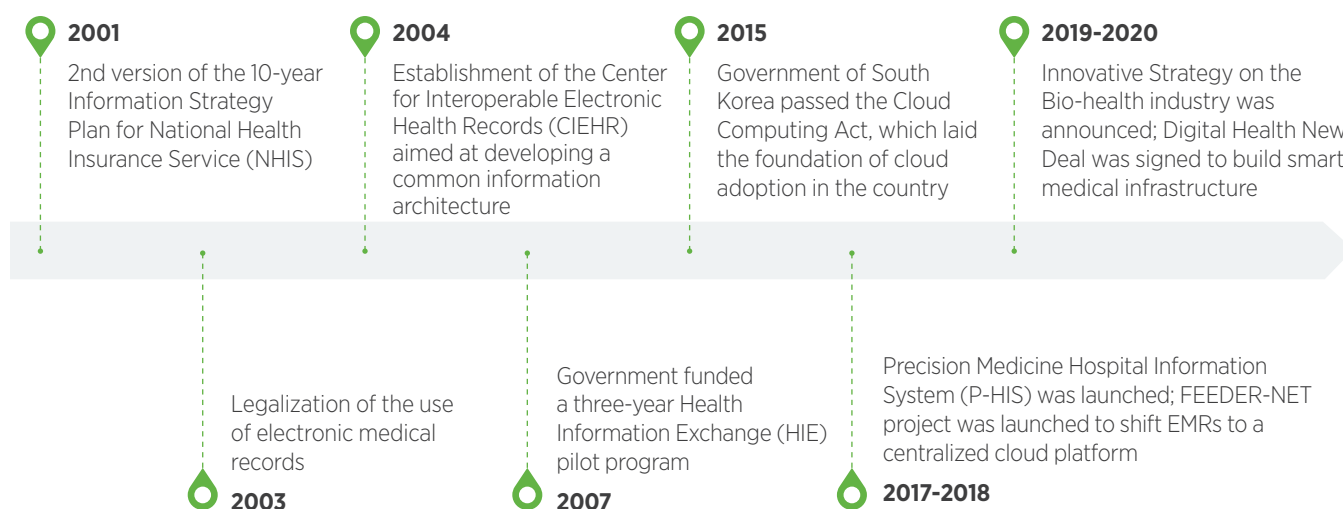 2001
2nd version of the 10-year
Information Strategy
Plan for National Health
Insurance Service (NHIS)
2004
Establishment of the Center
for Interoperable Electronic
Health Records (CIEHR)
aimed at developing a
common information
architecture
2015
Government of South
Korea passed the Cloud
Computing Act, which laid
the foundation of cloud
adoption in the country
2019-2020
Innovative Strategy on the
Bio-health industry was
announced; Digital Health New
Deal was signed to build smart
medical infrastructure
Legalization of the use
of electronic medical
records
2003
Government funded
a three-year Health
Information Exchange (HIE)
pilot program
2007
Precision Medicine Hospital Information
System (P-HIS) was launched; FEEDER-NET
project was launched to shift EMRs to a
centralized cloud platform
2017-2018